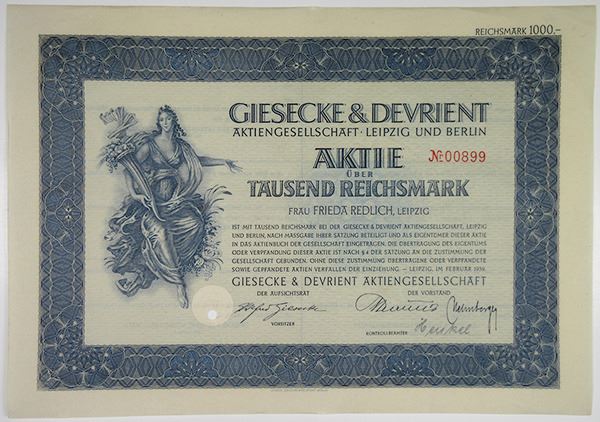 REICHSMARK 1000,-
GIESECKE & DEVRIENT
AKTIENGESELLSCHAFT · LEIPZIG UND BERLIN
AKTIE № 00899
ÜBER
TAUSEND REICHSMARK
FRAU FRIEDA REDLICH, LEIPZIG
IST MIT TAUSEND REICHSMARK BEI DER GIESECKE & DEVRIENT AKTIENGESELLSCHAFT, LEIPZIG
UND BERLIN, NACH MASSGABE IHRER SATZUNG BETEILIGT UND ALS EIGENTÜMER DIESER AKTIE
IN DAS AKTIENBUCH DER GESELLSCHAFT EINGETRAGEN. DIE ÜBERTRAGUNG DES EIGENTUMS
ODER VERPFÄNDUNG DIESER AKTIE IST NACH § 4 DER SATZUNG AN DIE ZUSTIMMUNG DER
GESELLSCHAFT GEBUNDEN. OHNE DIESE ZUSTIMMUNG ÜBERTRAGENE ODER VERPFÄNDETE
SOWIE GEPFÄNDETE AKTIEN VERFALLEN DER EINZIEHUNG. – LEIPZIG, IM FEBRUAR 1939.
GIESECKE & DEVRIENT AKTIENGESELLSCHAFT
DER AUFSICHTSRAT DER VORSTAND
Alfred Giesecke
VORSITZER
KONTROLLBEAMTER Henkel